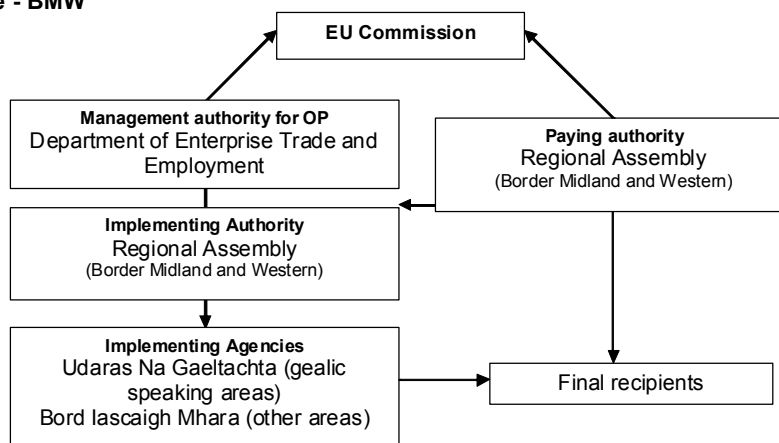 e - BMW
EU Commission
Management authority for OP
Department of Enterprise Trade and
Employment
Paying authority
Regional Assembly
(Border Midland and Western)
Implementing Authority
Regional Assembly
(Border Midland and Western)
Implementing Agencies
Udaras Na Gaeltachta (gealic
speaking areas)
Bord Iascaigh Mhara (other areas)
Final recipients